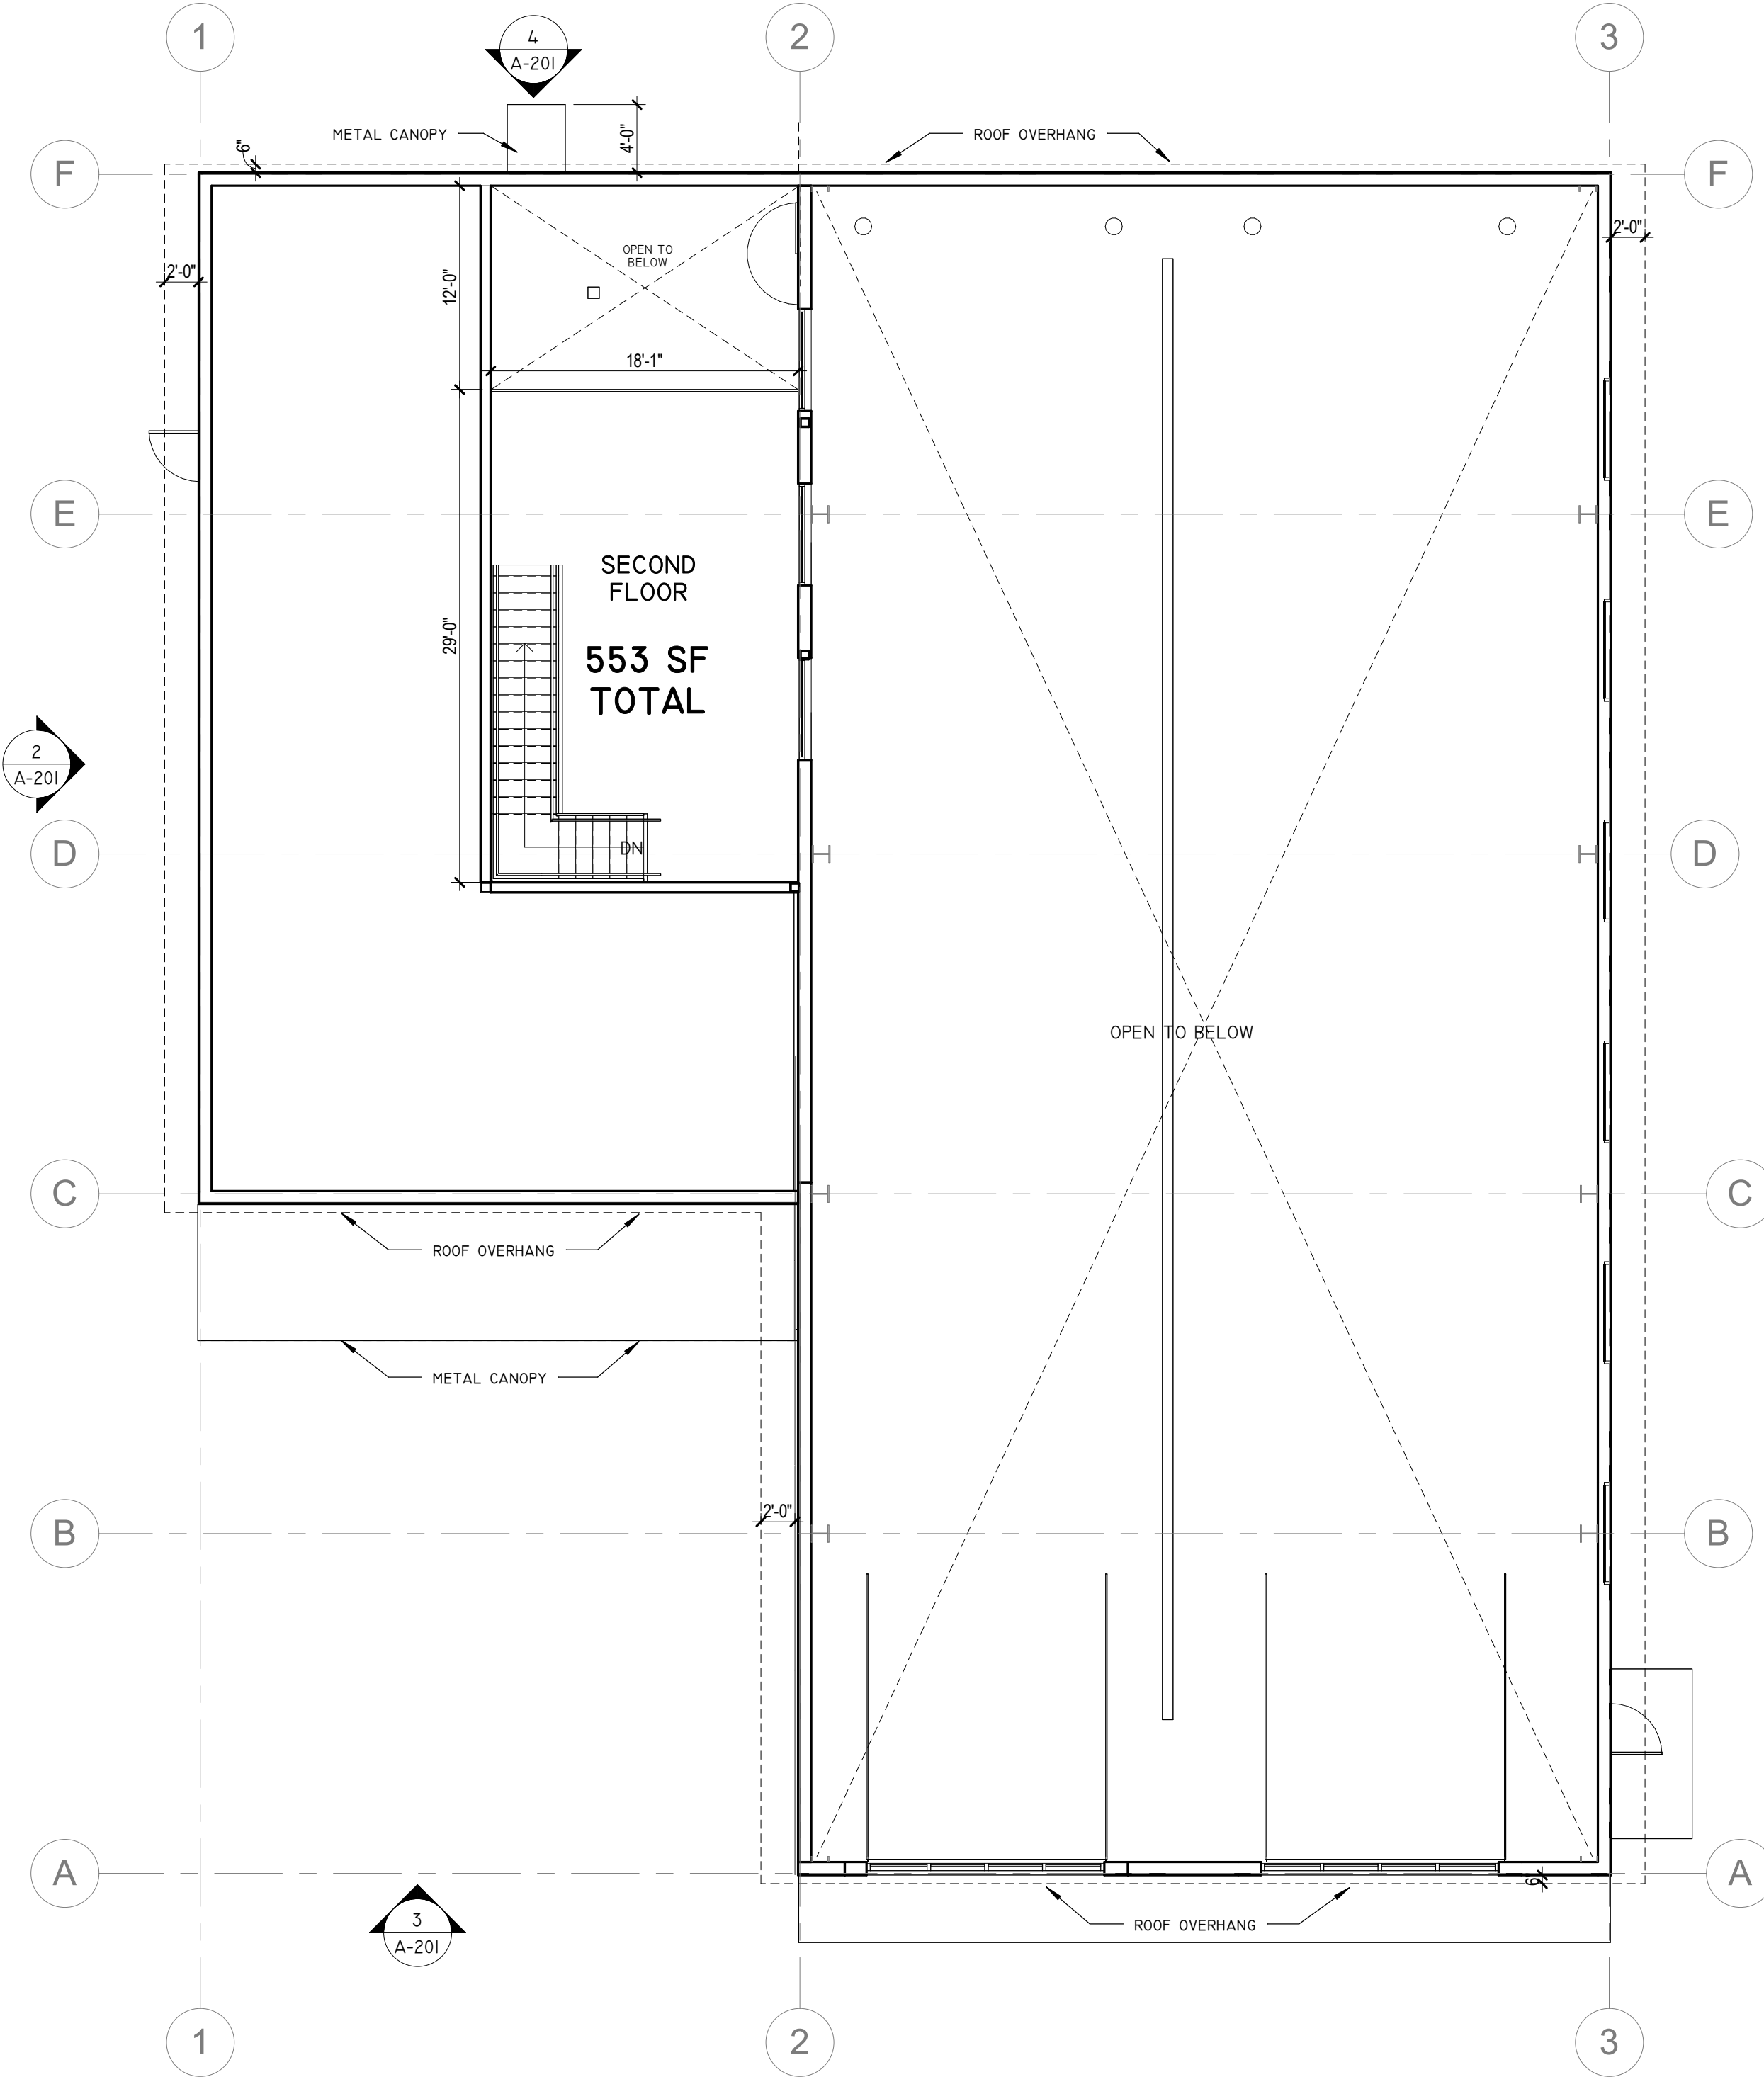 1
2
3
4
A-201
METAL CANOPY
4'-0"
ROOF OVERHANG
6"
F
F
2'-0"
2'-0"
OPEN TO
BELOW
12'-0"
18'-1"
E
E
SECOND
FLOOR
29'-0"
553 SF
TOTAL
2
A-201
D
DN
D
OPEN TO BELOW
C
C
ROOF OVERHANG
METAL CANOPY
2'-0"
B
B
A
A
6"
3
A-201
ROOF OVERHANG
1
2
3